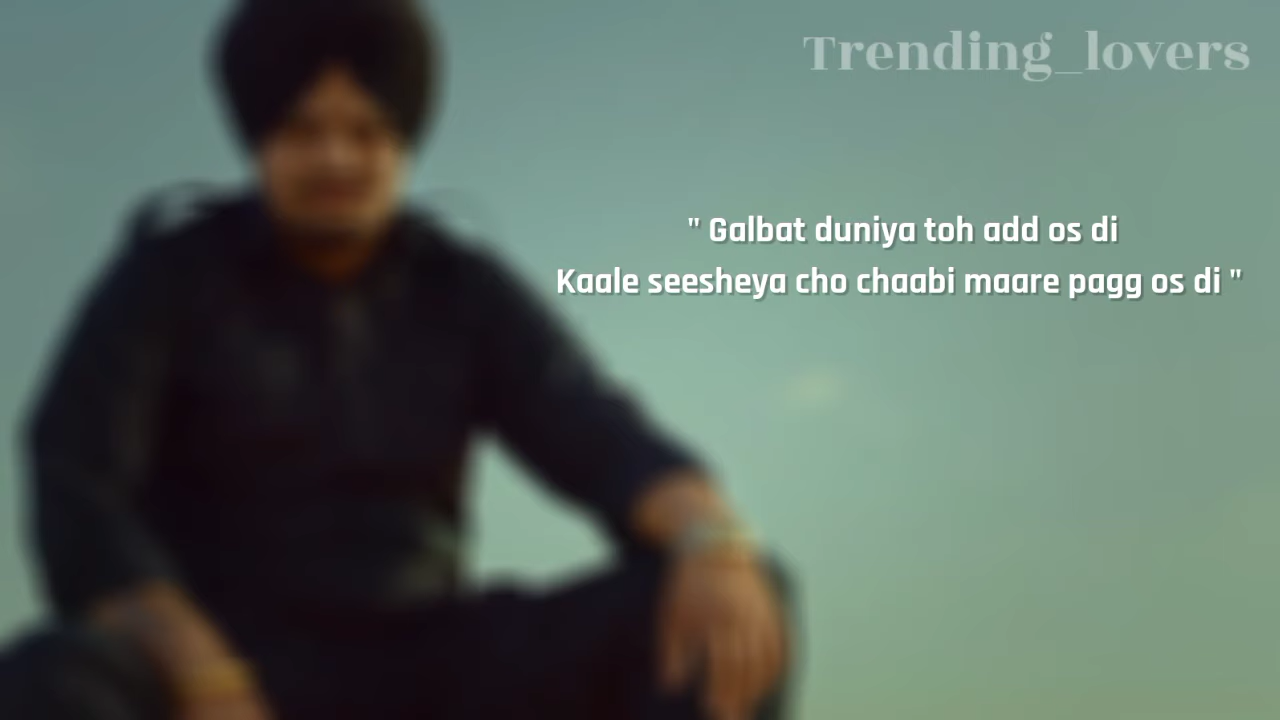 Trending_lovers
" Galbat duniya toh add os di
Kaale seesheya cho chaabi maare pagg os di "